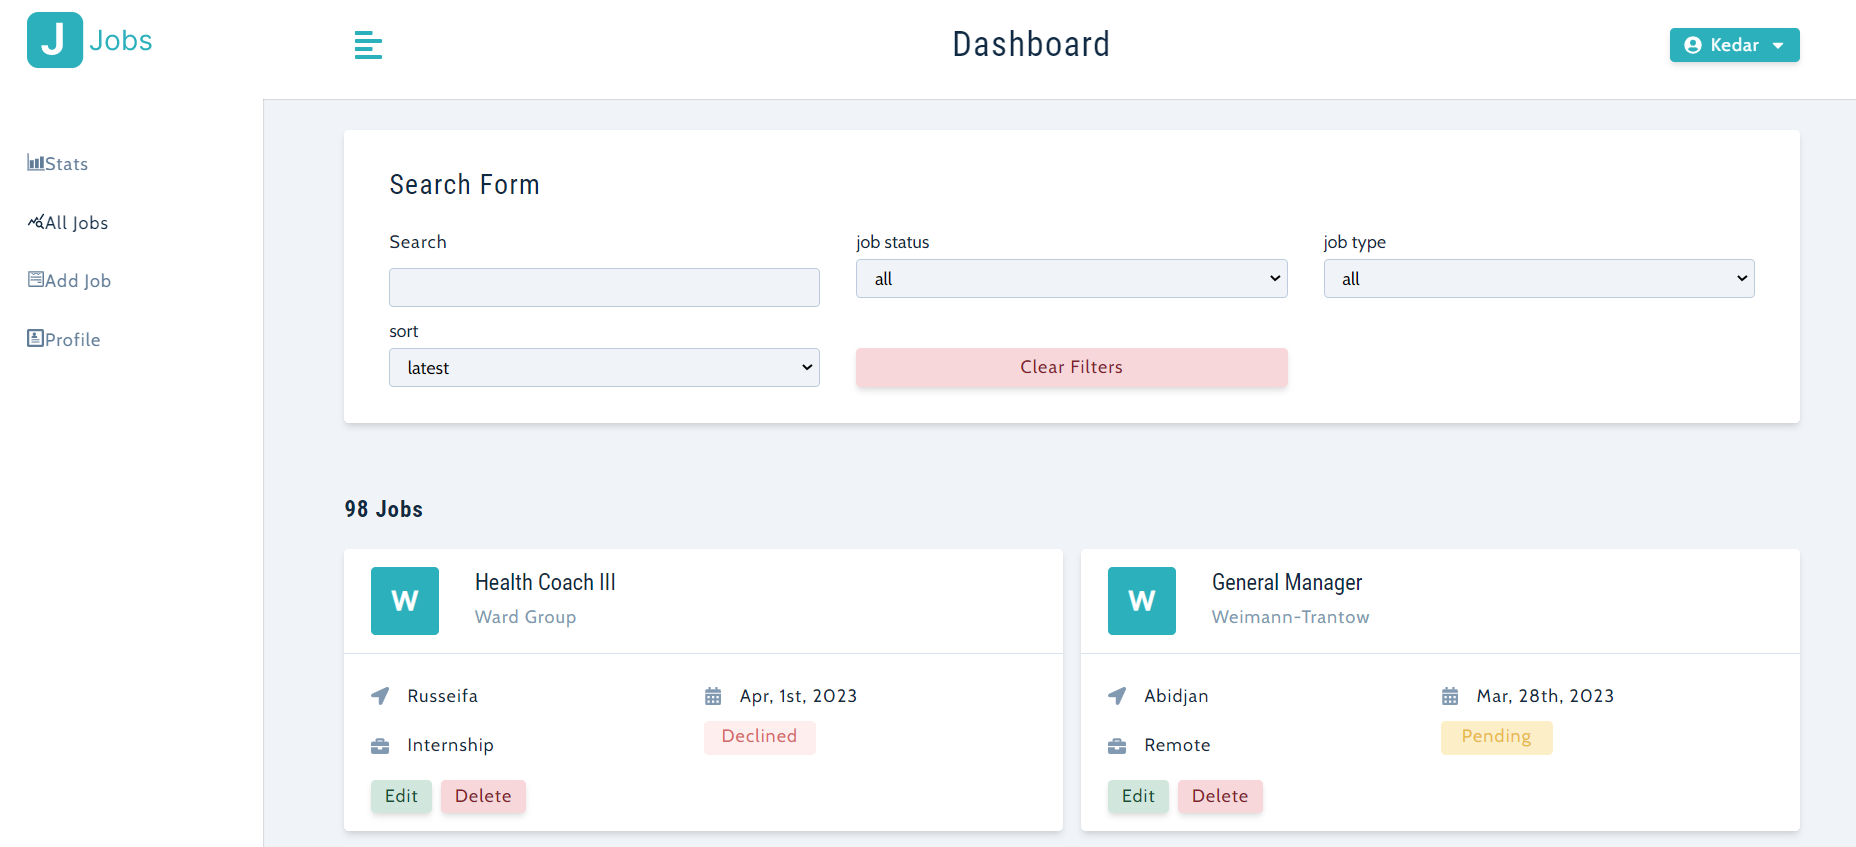 J Jobs
Dashboard
Kedar
Stats
All Jobs
Add Job
Profile
Search Form
Search
job status
all
job type
all
sort
latest
Clear Filters
98 Jobs
W
Health Coach III
Ward Group
Russeifa
Apr, 1st, 2023
Internship
Declined
Edit Delete
W
General Manager
Weimann-Trantow
Abidjan
Mar, 28th, 2023
Remote
Pending
Edit Delete